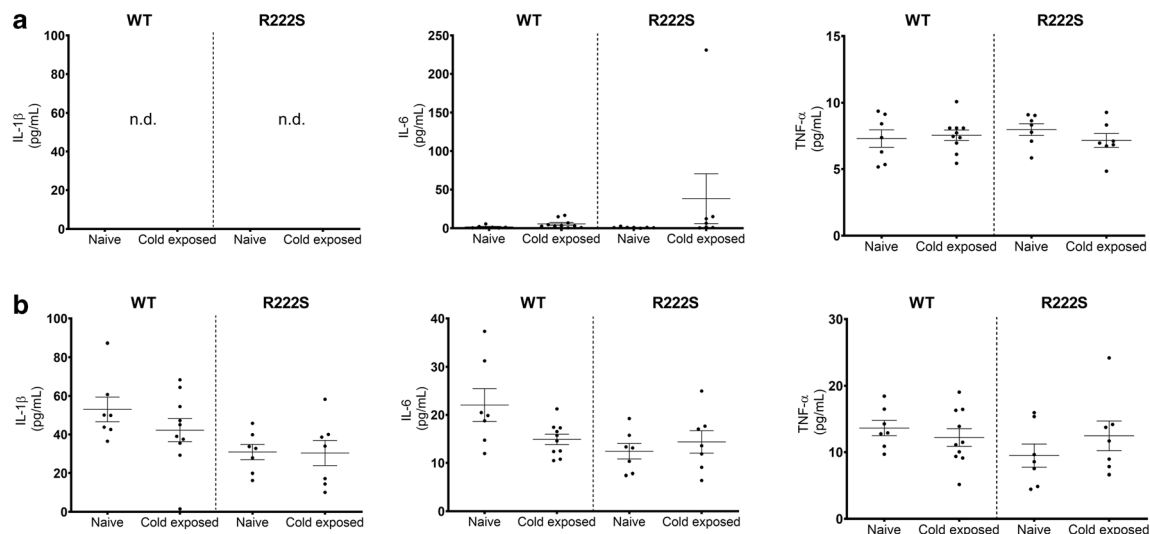 a
WT R222S
100
80
60
40
20
0
IL-1β
(pg/mL)
n.d. n.d.
Naive Cold exposed Naive Cold exposed
WT R222S
250
200
150
100
50
0
IL-6
(pg/mL)
Naive Cold exposed Naive Cold exposed
WT R222S
15
10
5
0
TNF-α
(pg/mL)
Naive Cold exposed Naive Cold exposed
b
WT R222S
100
80
60
40
20
0
IL-1β
(pg/mL)
Naive Cold exposed Naive Cold exposed
WT R222S
40
30
20
10
0
IL-6
(pg/mL)
Naive Cold exposed Naive Cold exposed
WT R222S
30
20
10
0
TNF-α
(pg/mL)
Naive Cold exposed Naive Cold exposed